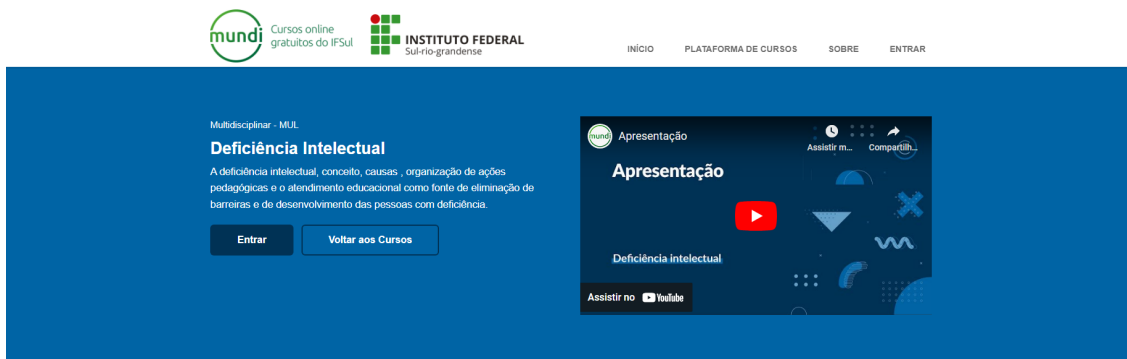 mundi
Cursos online
gratuitos do IFSul
INSTITUTO FEDERAL
Sul-rio-grandense
INÍCIO
PLATAFORMA DE CURSOS
SOBRE
ENTRAR
Multidisciplinar - MUL
Deficiência Intelectual
A deficiência intelectual, conceito, causas , organização de ações
pedagógicas e o atendimento educacional como fonte de eliminação de
barreiras e de desenvolvimento das pessoas com deficiência.
Entrar
Voltar aos Cursos
mundi
Apresentação
Assistir m...
Compartilh...
Apresentação
Deficiência intelectual
Assistir no YouTube